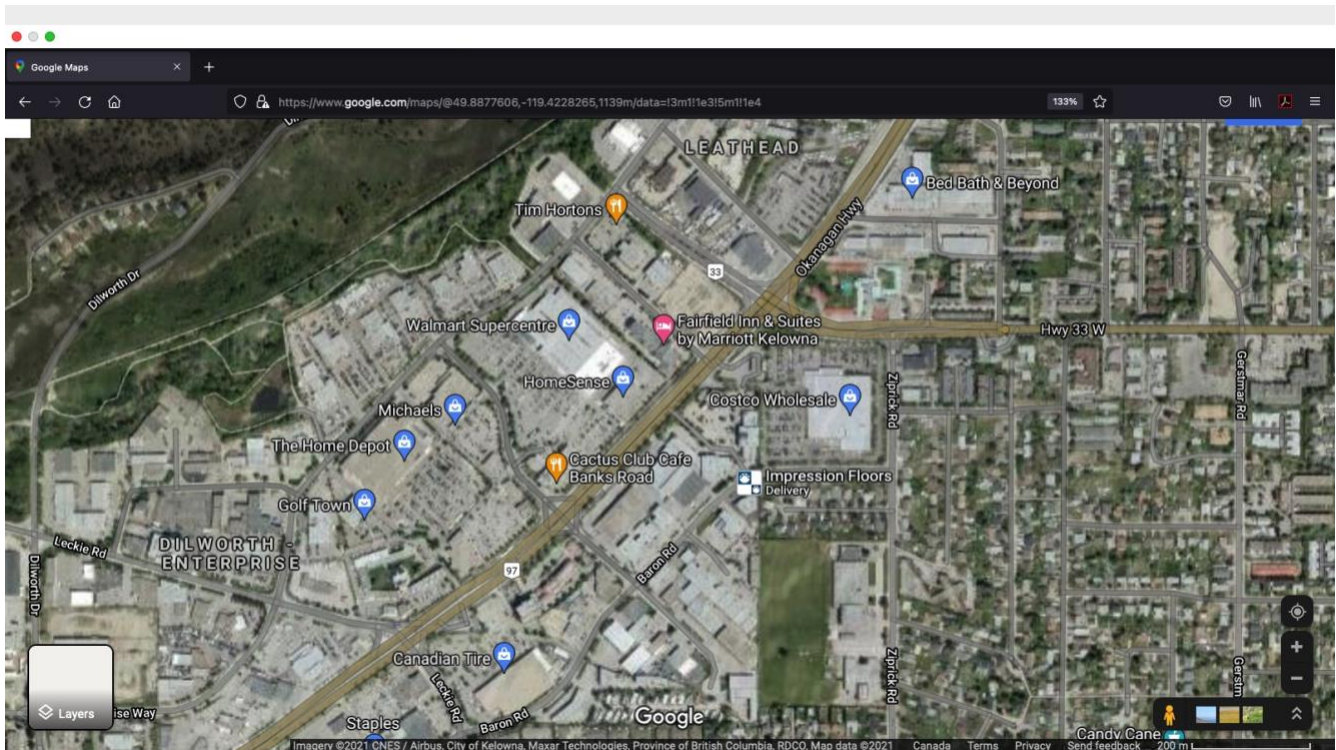 Google Maps
https://www.google.com/maps/@49.8877606,-119.4228265,1139m/data=!3m1!1e3!5m1!1e4
133%
LEATHEAD
Bed Bath & Beyond
Tim Hortons
Okanagan Hwy
33
Dilworth Dr
Walmart Supercentre
Fairfield Inn & Suites
by Marriott Kelowna
Hwy 33 W
HomeSense
Costco Wholesale
Ziprick Rd
Gerstmar Rd
Michaels
The Home Depot
Cactus Club Cafe
Banks Road
Impression Floors
Delivery
Golf Town
Leckie Rd
DILWORTH -
ENTERPRISE
Dilworth Dr
97
Baron Rd
Canadian Tire
Leckie Rd
Ziprick Rd
Gerstm
Layers
ise Way
Staples
Baron Rd
Google
Candy Cane
Imagery ©2021 CNES / Airbus, City of Kelowna, Maxar Technologies, Province of British Columbia, RDCO, Map data ©2021 Canada Terms Privacy Send feedback 200 m